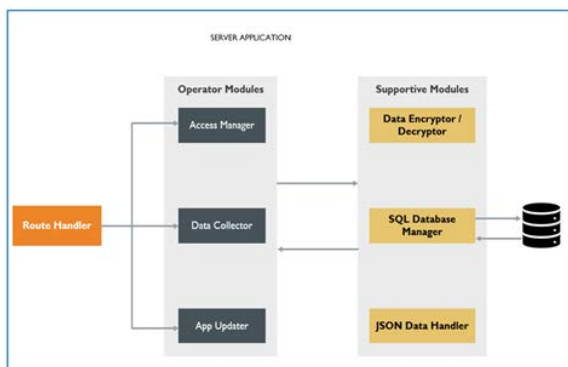 SERVER APPLICATION
Operator Modules
Supportive Modules
Access Manager
Data Encryptor /
Decryptor
Route Handler
Data Collector
SQL Database
Manager
App Updater
JSON Data Handler